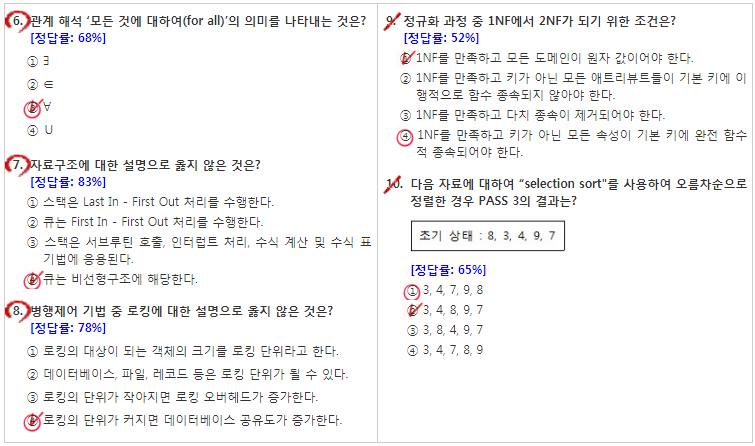 6. 관계 해석 ‘모든 것에 대하여(for all)’의 의미를 나타내는 것은?
[정답률: 68%]
① ∃
② ∈
③ ∀
④ ∪
7. 자료구조에 대한 설명으로 옳지 않은 것은?
[정답률: 83%]
① 스택은 Last In - First Out 처리를 수행한다.
② 큐는 First In - First Out 처리를 수행한다.
③ 스택은 서브루틴 호출, 인터럽트 처리, 수식 계산 및 수식 표
기법에 응용된다.
④ 큐는 비선형구조에 해당한다.
8. 병행제어 기법 중 로킹에 대한 설명으로 옳지 않은 것은?
[정답률: 78%]
① 로킹의 대상이 되는 객체의 크기를 로킹 단위라고 한다.
② 데이터베이스, 파일, 레코드 등은 로킹 단위가 될 수 있다.
③ 로킹의 단위가 작아지면 로킹 오버헤드가 증가한다.
④ 로킹의 단위가 커지면 데이터베이스 공유도가 증가한다.
9. 정규화 과정 중 1NF에서 2NF가 되기 위한 조건은?
[정답률: 52%]
① 1NF를 만족하고 모든 도메인이 원자 값이어야 한다.
② 1NF를 만족하고 키가 아닌 모든 애트리뷰트들이 기본 키에 이
행적으로 함수 종속되지 않아야 한다.
③ 1NF를 만족하고 다치 종속이 제거되어야 한다.
④ 1NF를 만족하고 키가 아닌 모든 속성이 기본 키에 완전 함수
적 종속되어야 한다.
10. 다음 자료에 대하여 “selection sort"를 사용하여 오름차순으로
정렬한 경우 PASS 3의 결과는?
초기 상태 : 8, 3, 4, 9, 7
[정답률: 65%]
① 3, 4, 7, 9, 8
② 3, 4, 8, 9, 7
③ 3, 8, 4, 9, 7
④ 3, 4, 7, 8, 9